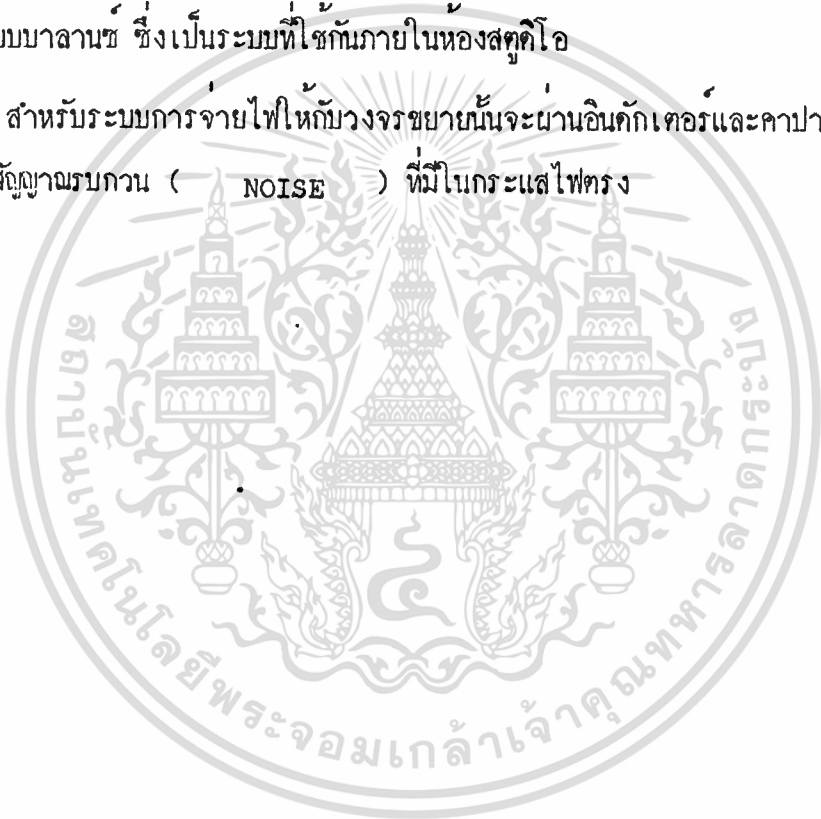 บบบาลานซ์ ซึ่งเป็นระบบที่ใช้กันภายในห้องสตูดิโอ
สำหรับระบบการจ่ายไฟให้กับวงจรขยายนั้นจะผ่านอินดักเตอร์และคาปา
สัญญาณรบกวน ( NOISE ) ที่มีในกระแสไฟตรง
สถาบันเทคโนโลยีพระจอมเกล้าเจ้าคุณทหารลาดกระบัง
๔